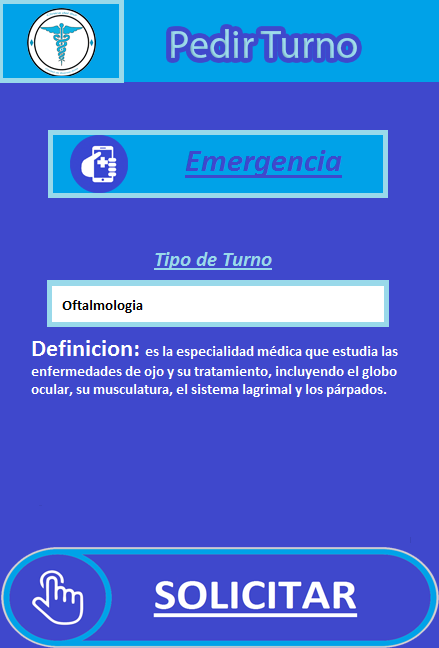 Pedir Turno
Emergencia
Tipo de Turno
Oftalmologia
Definicion: es la especialidad médica que estudia las
enfermedades de ojo y su tratamiento, incluyendo el globo
ocular, su musculatura, el sistema lagrimal y los párpados.
SOLICITAR